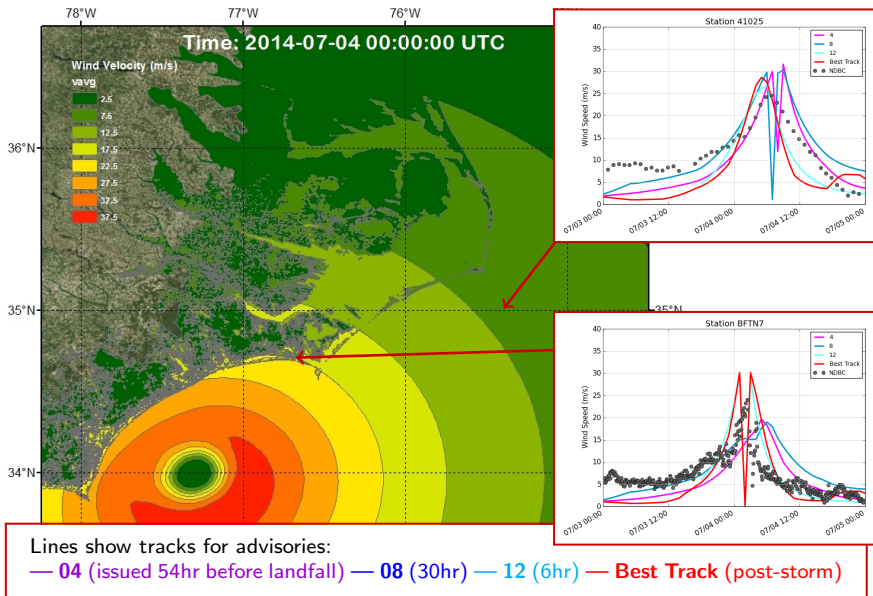 78°W 77°W 76°W
Time: 2014-07-04 00:00:00 UTC
Wind Velocity (m/s)
vavg
2.5
7.5
12.5
17.5
22.5
27.5
32.5
37.5
36°N
35°N
34°N
35°N
Station 41025
Wind Speed (m/s)
40
35
30
25
20
15
10
5
0
07/03 00:00 07/03 12:00 07/04 00:00 07/04 12:00 07/05 00:00
4
8
12
Best Track
NDBC
Station BFTN7
Wind Speed (m/s)
40
35
30
25
20
15
10
5
0
07/03 00:00 07/03 12:00 07/04 00:00 07/04 12:00 07/05 00:00
4
8
12
Best Track
NDBC
Lines show tracks for advisories:
— 04 (issued 54hr before landfall) — 08 (30hr) — 12 (6hr) — Best Track (post-storm)